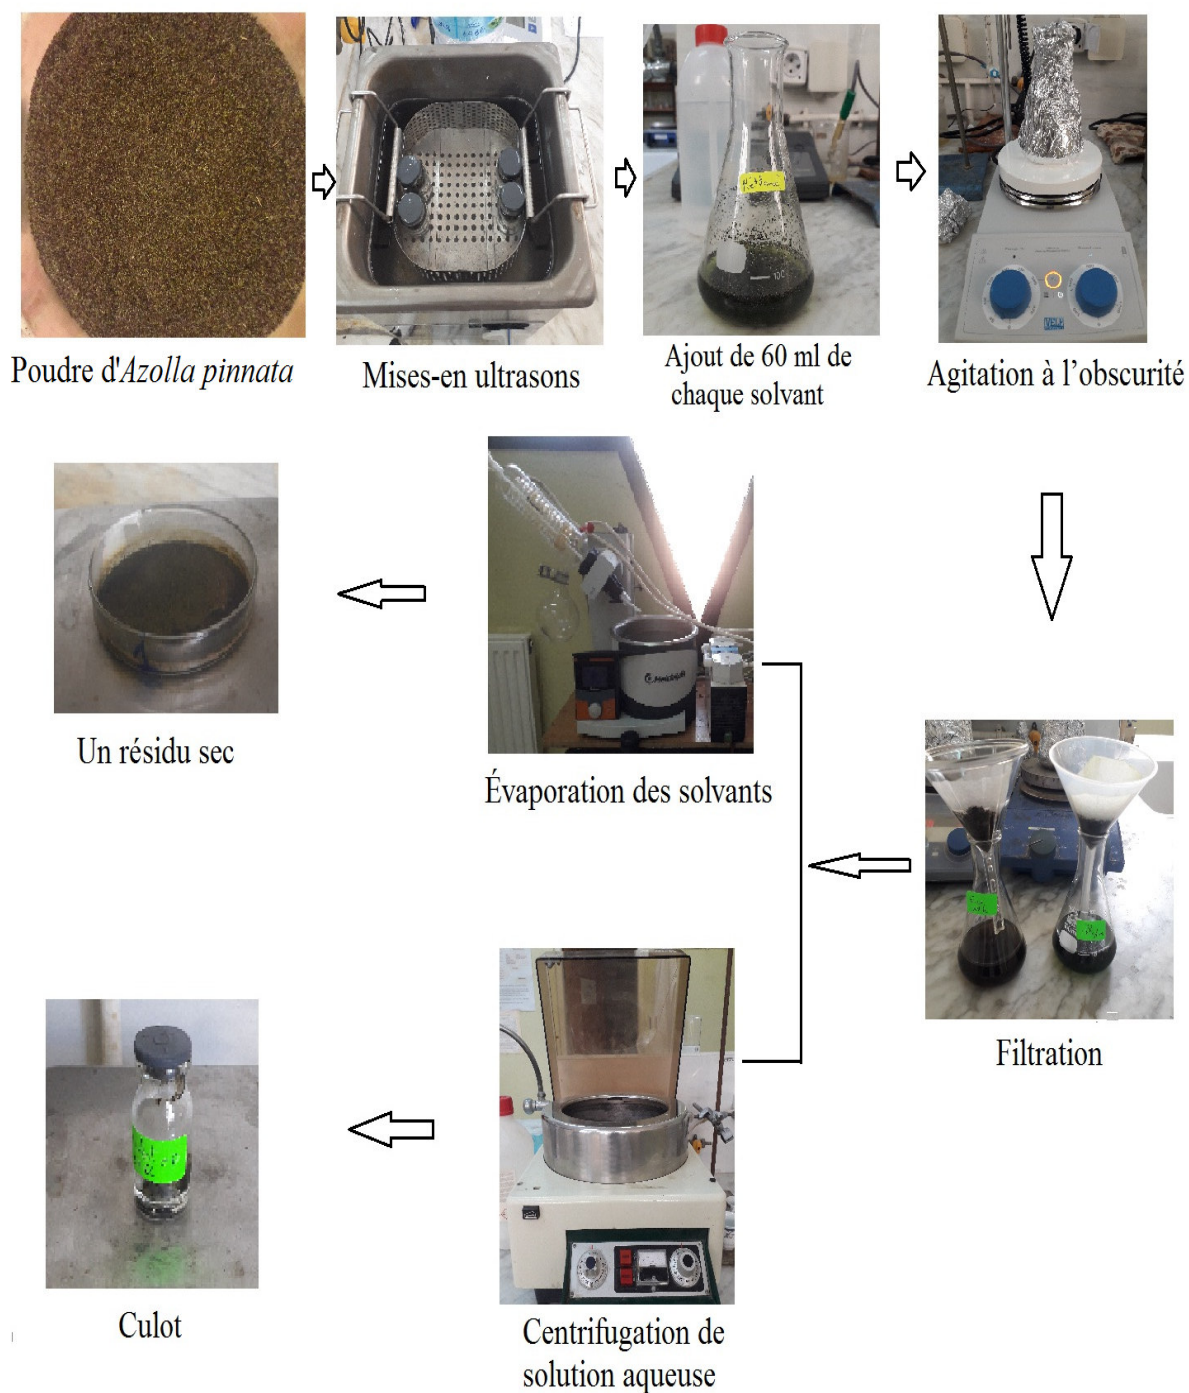 Poudre d'Azolla pinnata
Mises-en ultrasons
Ajout de 60 ml de
chaque solvant
Agitation à l'obscurité
VELP
Un résidu sec
Évaporation des solvants
Filtration
Culot
Centrifugation de
solution aqueuse